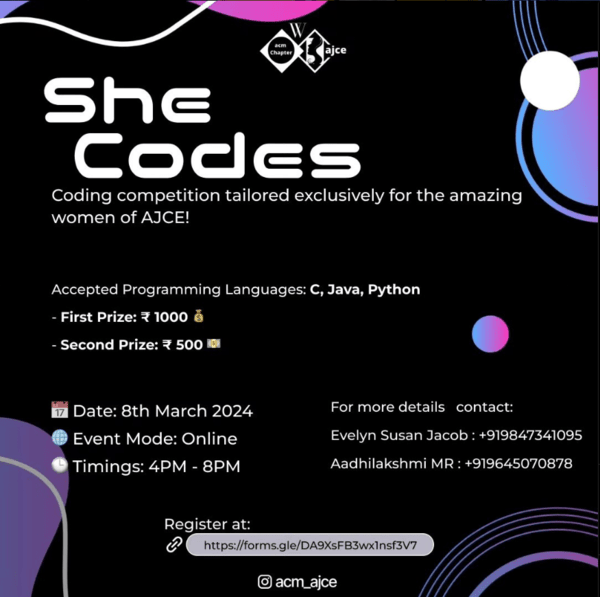 W
acm
Chapter
ajce
She
Codes
Coding competition tailored exclusively for the amazing
women of AJCE!
Accepted Programming Languages: C, Java, Python
- First Prize: ₹ 1000 💰
- Second Prize: ₹ 500 💴
📅 Date: 8th March 2024
🌐 Event Mode: Online
🕓 Timings: 4PM - 8PM
For more details contact:
Evelyn Susan Jacob : +919847341095
Aadhilakshmi MR : +919645070878
Register at:
https://forms.gle/DA9XsFB3wx1nsf3V7
acm_ajce